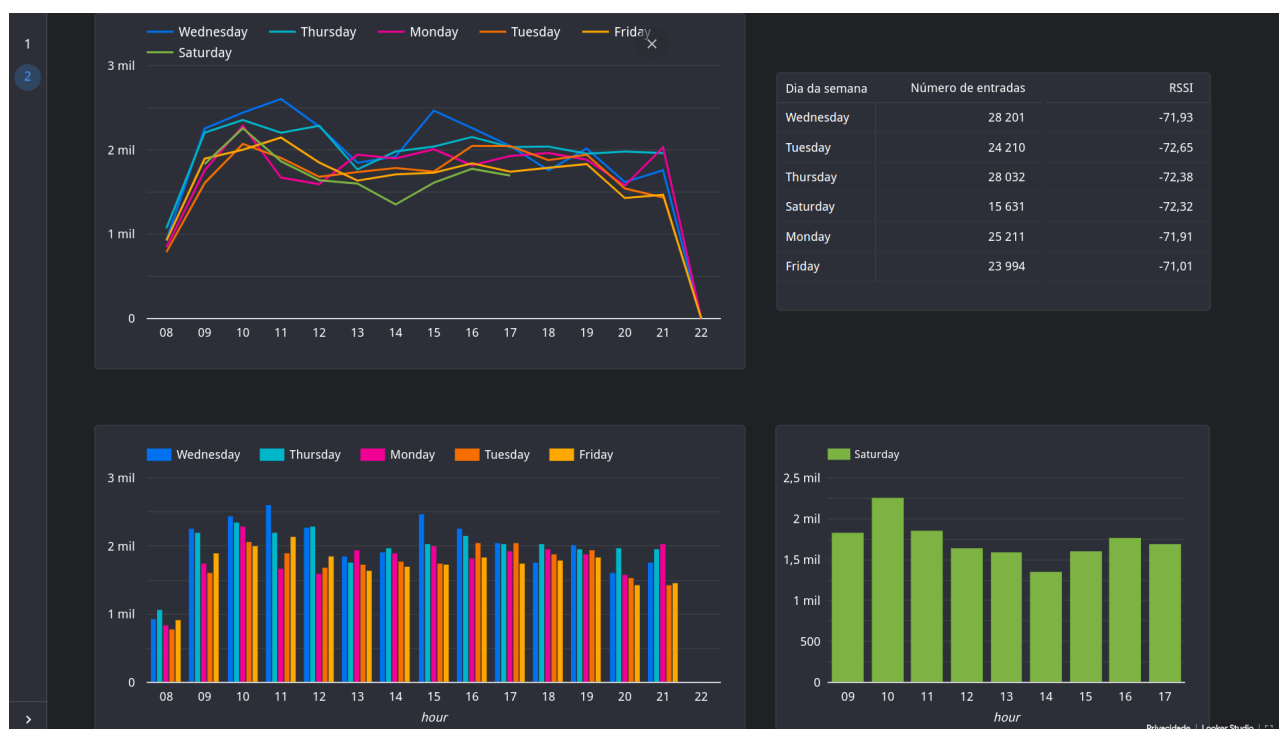 1
2
Wednesday Thursday Monday Tuesday Friday
Saturday
×
3 mil
2 mil
1 mil
0
08 09 10 11 12 13 14 15 16 17 18 19 20 21 22
Dia da semana Número de entradas RSSI
Wednesday 28 201 -71,93
Tuesday 24 210 -72,65
Thursday 28 032 -72,38
Saturday 15 631 -72,32
Monday 25 211 -71,91
Friday 23 994 -71,01
Wednesday Thursday Monday Tuesday Friday
3 mil
2 mil
1 mil
0
08 09 10 11 12 13 14 15 16 17 18 19 20 21 22
hour
Saturday
2,5 mil
2 mil
1,5 mil
1 mil
500
0
09 10 11 12 13 14 15 16 17
hour
Privacidade | Looker Studio